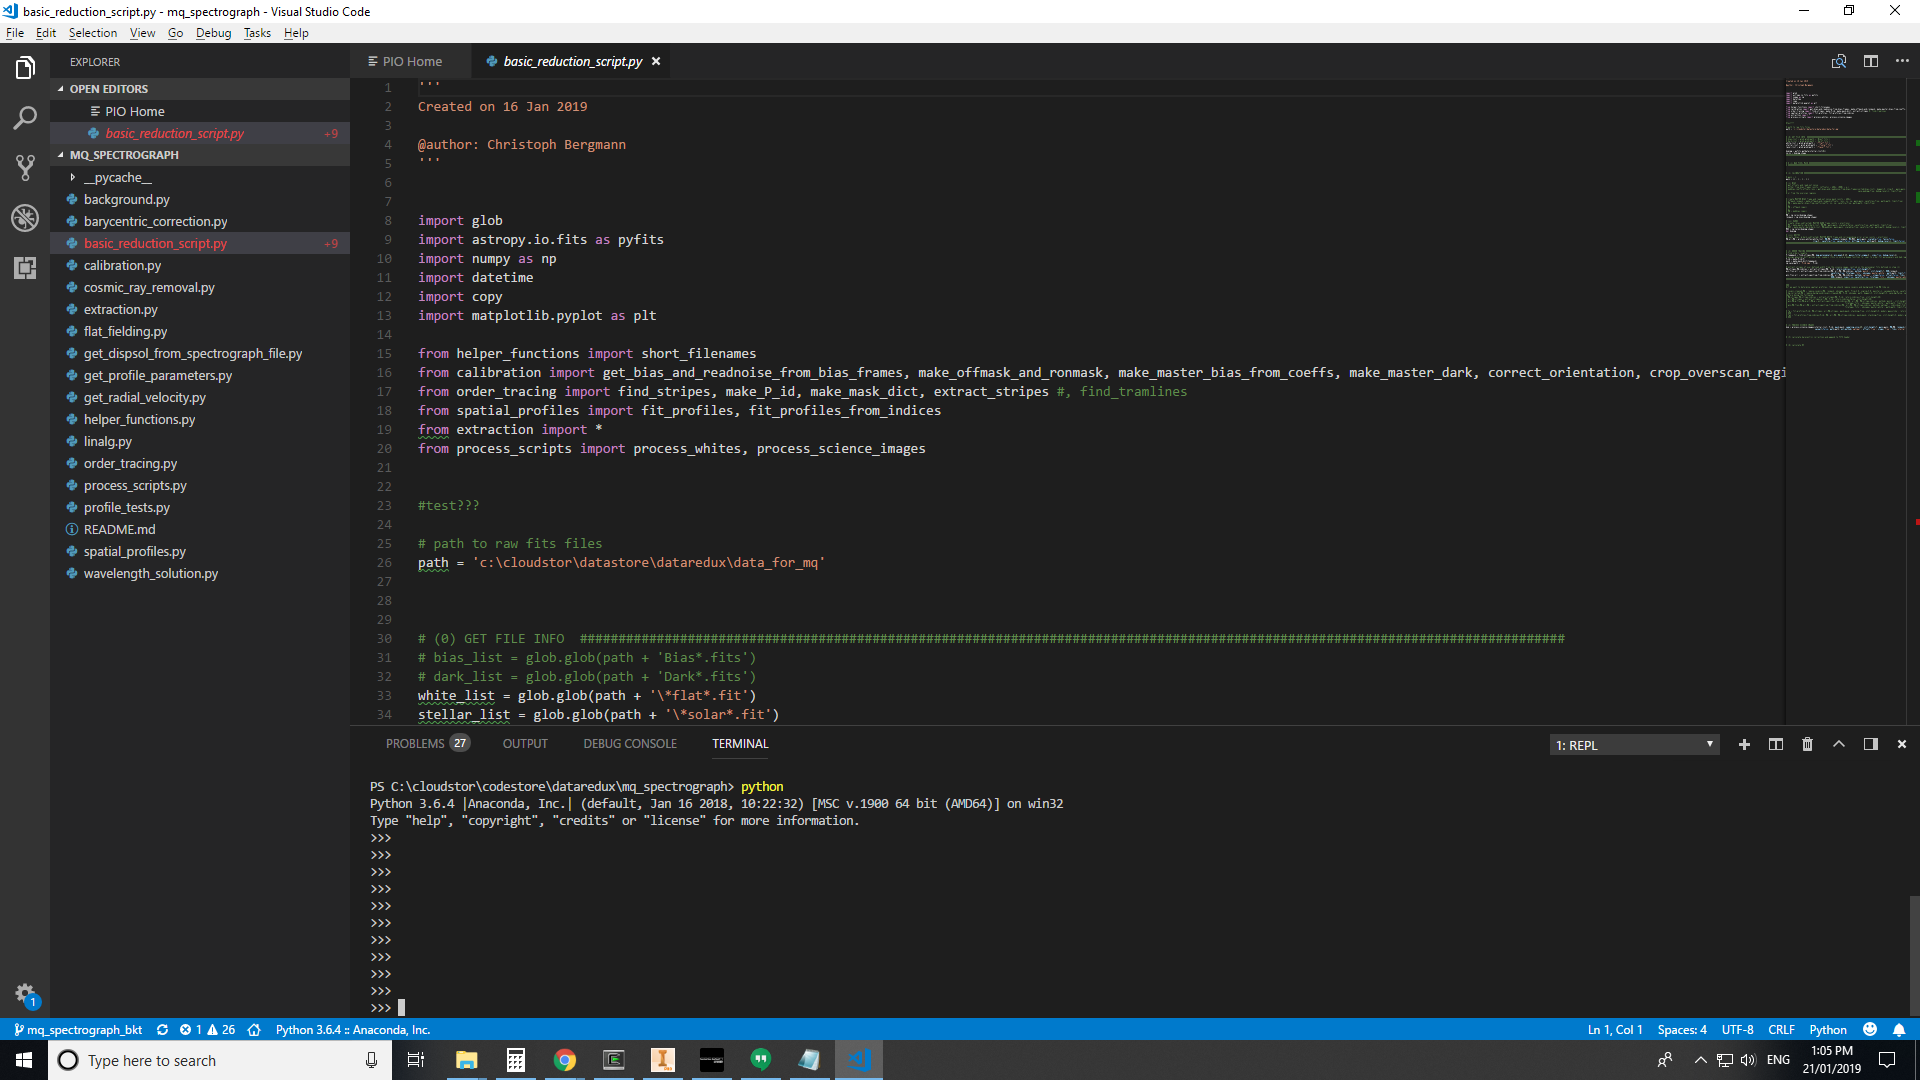 basic_reduction_script.py - mq_spectrograph - Visual Studio Code
File Edit Selection View Go Debug Tasks Help
EXPLORER
OPEN EDITORS
PIO Home
basic_reduction_script.py +9
MQ_SPECTROGRAPH
__pycache__
background.py
barycentric_correction.py
basic_reduction_script.py +9
calibration.py
cosmic_ray_removal.py
extraction.py
flat_fielding.py
get_dispsol_from_spectrograph_file.py
get_profile_parameters.py
get_radial_velocity.py
helper_functions.py
linalg.py
order_tracing.py
process_scripts.py
profile_tests.py
README.md
spatial_profiles.py
wavelength_solution.py
PIO Home basic_reduction_script.py
1 '''
2 Created on 16 Jan 2019
3
4 @author: Christoph Bergmann
5 '''
6
7
8 import glob
9 import astropy.io.fits as pyfits
10 import numpy as np
11 import datetime
12 import copy
13 import matplotlib.pyplot as plt
14
15 from helper_functions import short_filenames
16 from calibration import get_bias_and_readnoise_from_bias_frames, make_offmask_and_ronmask, make_master_bias_from_coeffs, make_master_dark, correct_orientation, crop_overscan_regi
17 from order_tracing import find_stripes, make_P_id, make_mask_dict, extract_stripes #, find_tramlines
18 from spatial_profiles import fit_profiles, fit_profiles_from_indices
19 from extraction import *
20 from process_scripts import process_whites, process_science_images
21
22
23 #test???
24
25 # path to raw fits files
26 path = 'c:\cloudstor\datastore\dataredux\data_for_mq'
27
28
29
30 # (0) GET FILE INFO ################################################################################################################################
31 # bias_list = glob.glob(path + 'Bias*.fits')
32 # dark_list = glob.glob(path + 'Dark*.fits')
33 white_list = glob.glob(path + '\*flat*.fit')
34 stellar_list = glob.glob(path + '\*solar*.fit')
PROBLEMS 27 OUTPUT DEBUG CONSOLE TERMINAL 1: REPL
PS C:\cloudstor\codestore\dataredux\mq_spectrograph> python
Python 3.6.4 |Anaconda, Inc.| (default, Jan 16 2018, 10:22:32) [MSC v.1900 64 bit (AMD64)] on win32
Type "help", "copyright", "credits" or "license" for more information.
>>>
>>>
>>>
>>>
>>>
>>>
>>>
>>>
>>>
>>>
>>>
1
mq_spectrograph_bkt 1 26 Python 3.6.4 :: Anaconda, Inc. Ln 1, Col 1 Spaces: 4 UTF-8 CRLF Python
Type here to search ENG 1:05 PM
21/01/2019